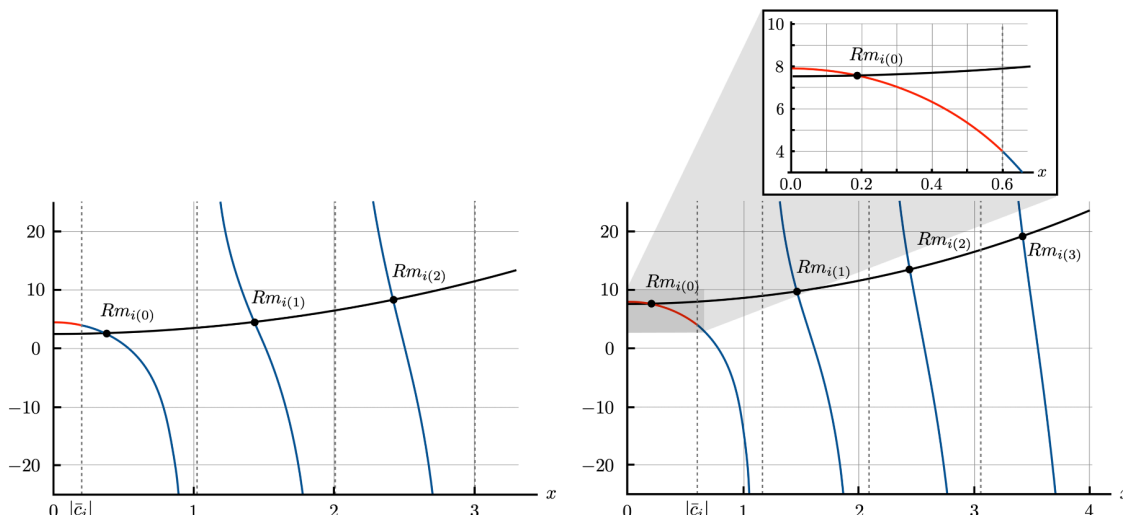 10
8
6
4
0.0
0.2
0.4
0.6
x
Rm_{i(0)}
20
10
0
−10
−20
0
|c̄_i|
1
2
3
x
Rm_{i(0)}
Rm_{i(1)}
Rm_{i(2)}
20
10
0
−10
−20
0
|c̄_i|
1
2
3
4
Rm_{i(0)}
Rm_{i(1)}
Rm_{i(2)}
Rm_{i(3)}